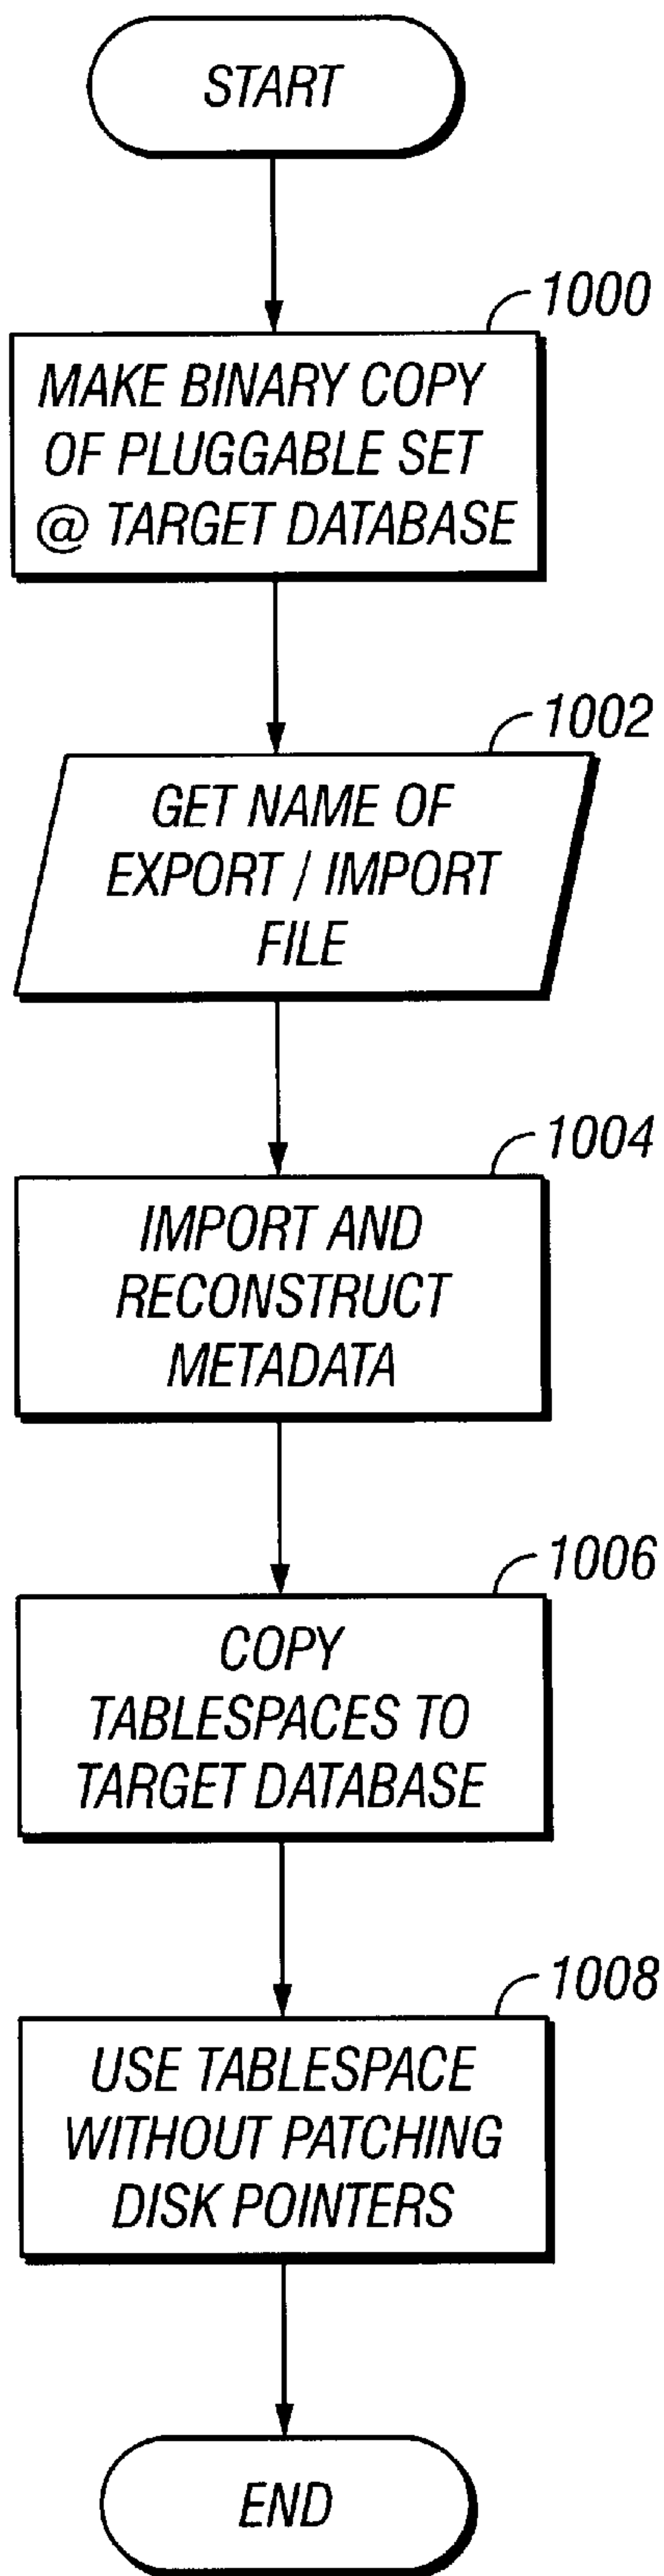 START
1000
MAKE BINARY COPY
OF PLUGGABLE SET
@ TARGET DATABASE
1002
GET NAME OF
EXPORT / IMPORT
FILE
1004
IMPORT AND
RECONSTRUCT
METADATA
1006
COPY
TABLESPACES TO
TARGET DATABASE
1008
USE TABLESPACE
WITHOUT PATCHING
DISK POINTERS
END